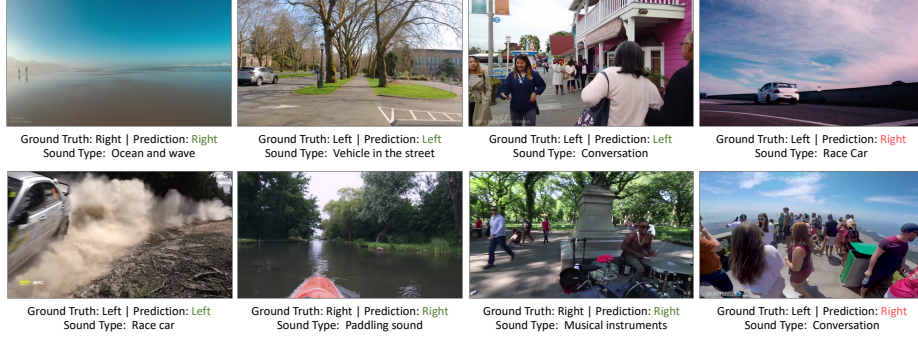 Ground Truth: Right | Prediction: Right
Sound Type: Ocean and wave
Ground Truth: Left | Prediction: Left
Sound Type: Vehicle in the street
Ground Truth: Left | Prediction: Left
Sound Type: Conversation
Ground Truth: Left | Prediction: Right
Sound Type: Race Car
Ground Truth: Left | Prediction: Left
Sound Type: Race car
Ground Truth: Right | Prediction: Right
Sound Type: Paddling sound
Ground Truth: Right | Prediction: Right
Sound Type: Musical instruments
Ground Truth: Left | Prediction: Right
Sound Type: Conversation